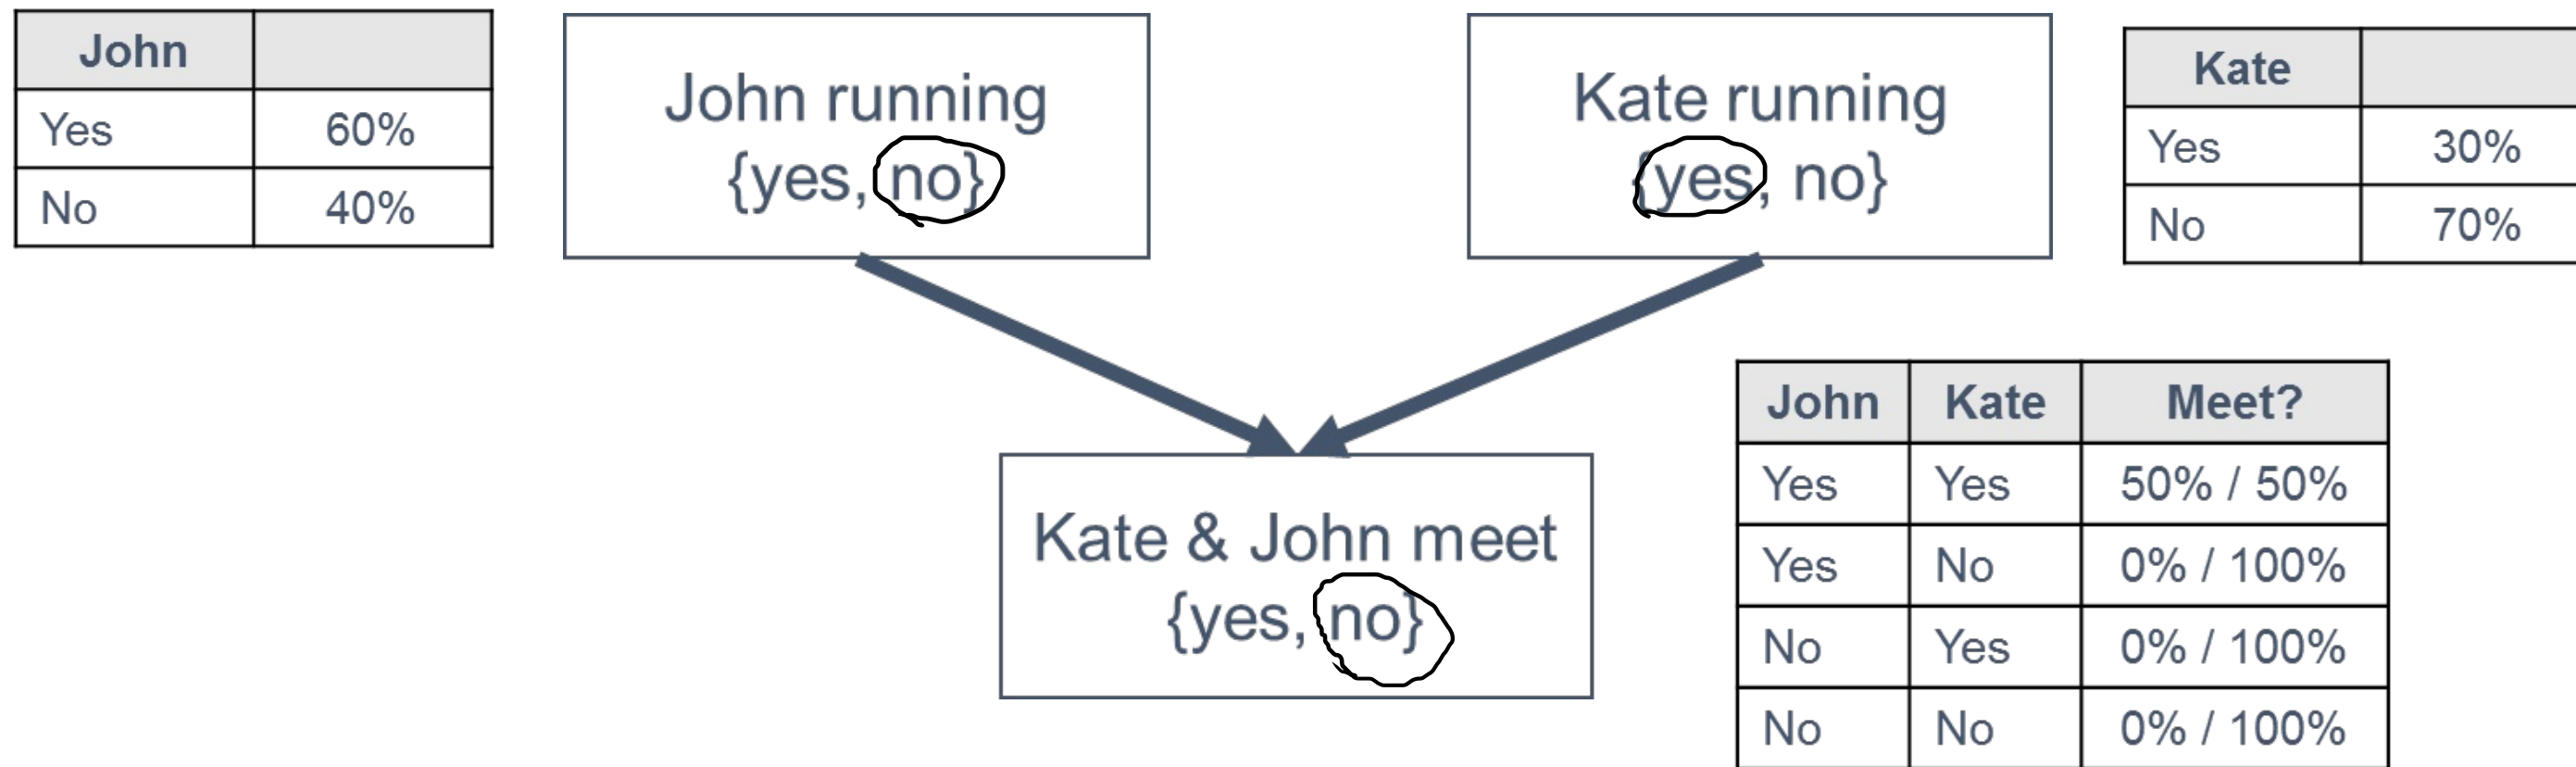 John
Yes 60%
No 40%
John running
{yes, no}
Kate running
{yes, no}
Kate
Yes 30%
No 70%
Kate & John meet
{yes, no}
John Kate Meet?
Yes Yes 50% / 50%
Yes No 0% / 100%
No Yes 0% / 100%
No No 0% / 100%